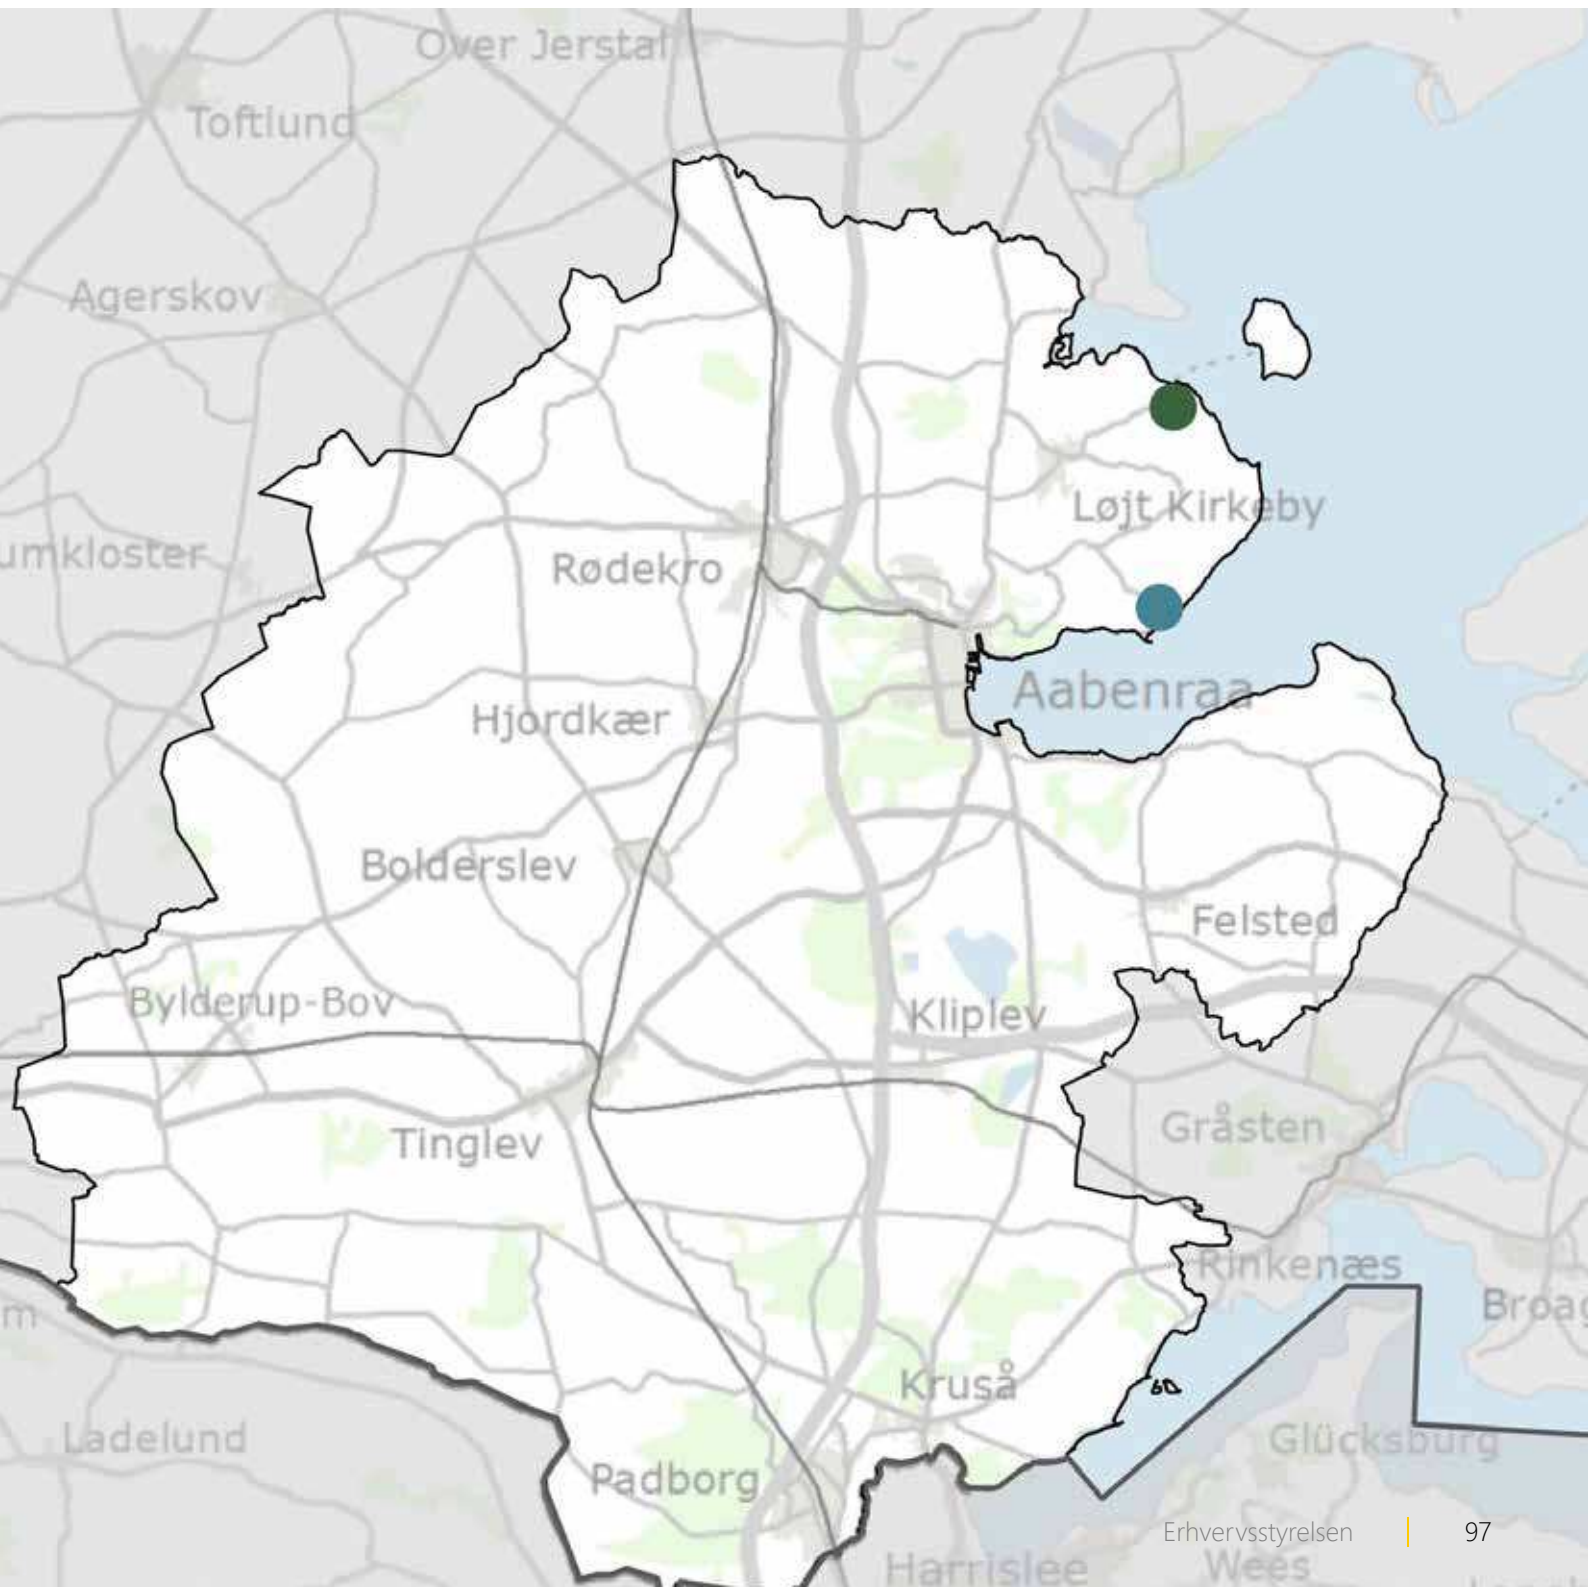 Over Jerstal
Toftlund
Agerskov
Løjt Kirkeby
umkloster
Rødekro
Aabenraa
Hjordkær
Bolderslev
Felsted
Bylderup-Bov
Kliplev
Gråsten
Tinglev
Rinkenæs
m
Broag
Kruså
Ladelund
Glücksburg
Padborg
Erhvervsstyrelsen | 97
Harrislee
Wees